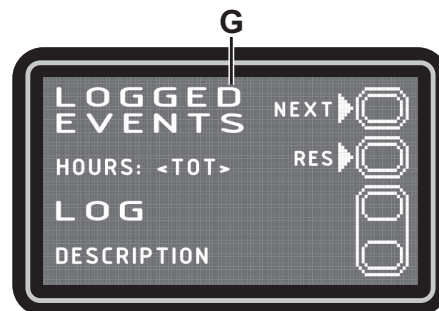 G
LOGGED
EVENTS
NEXT
HOURS: <TOT>
RES
LOG
DESCRIPTION